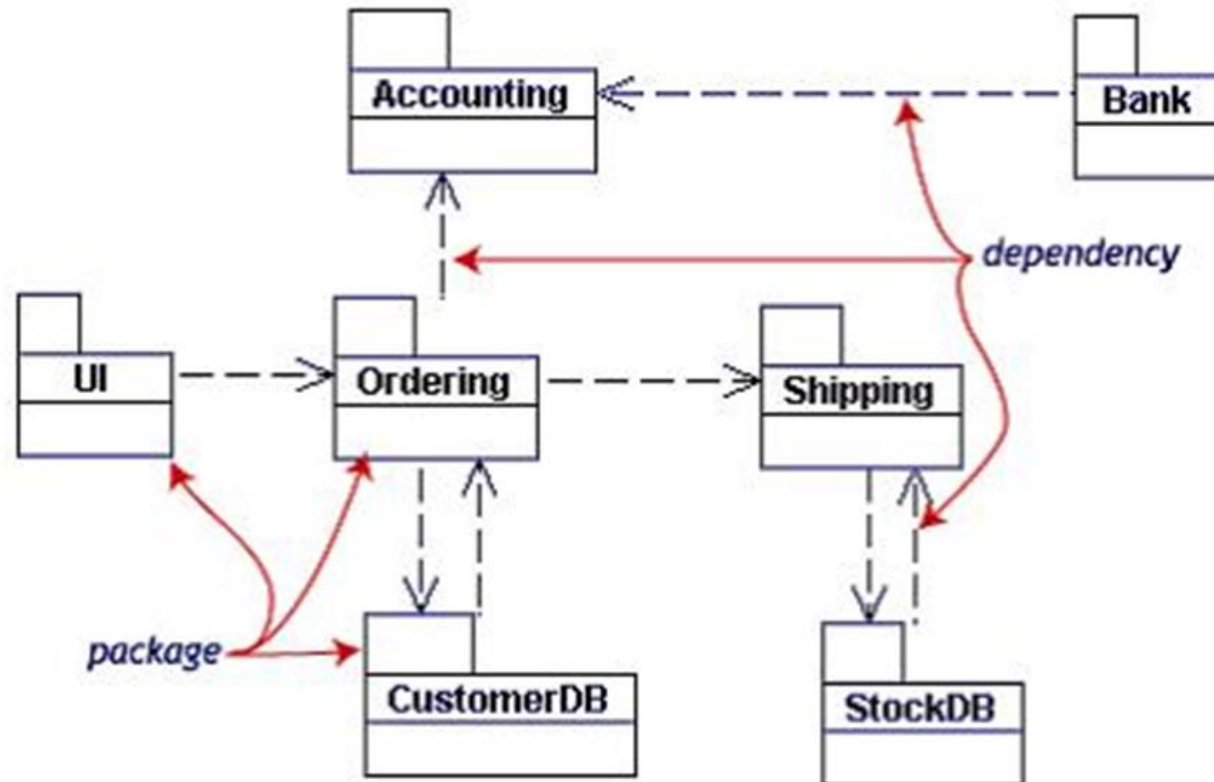 Accounting
Bank
dependency
UI
Ordering
Shipping
package
CustomerDB
StockDB